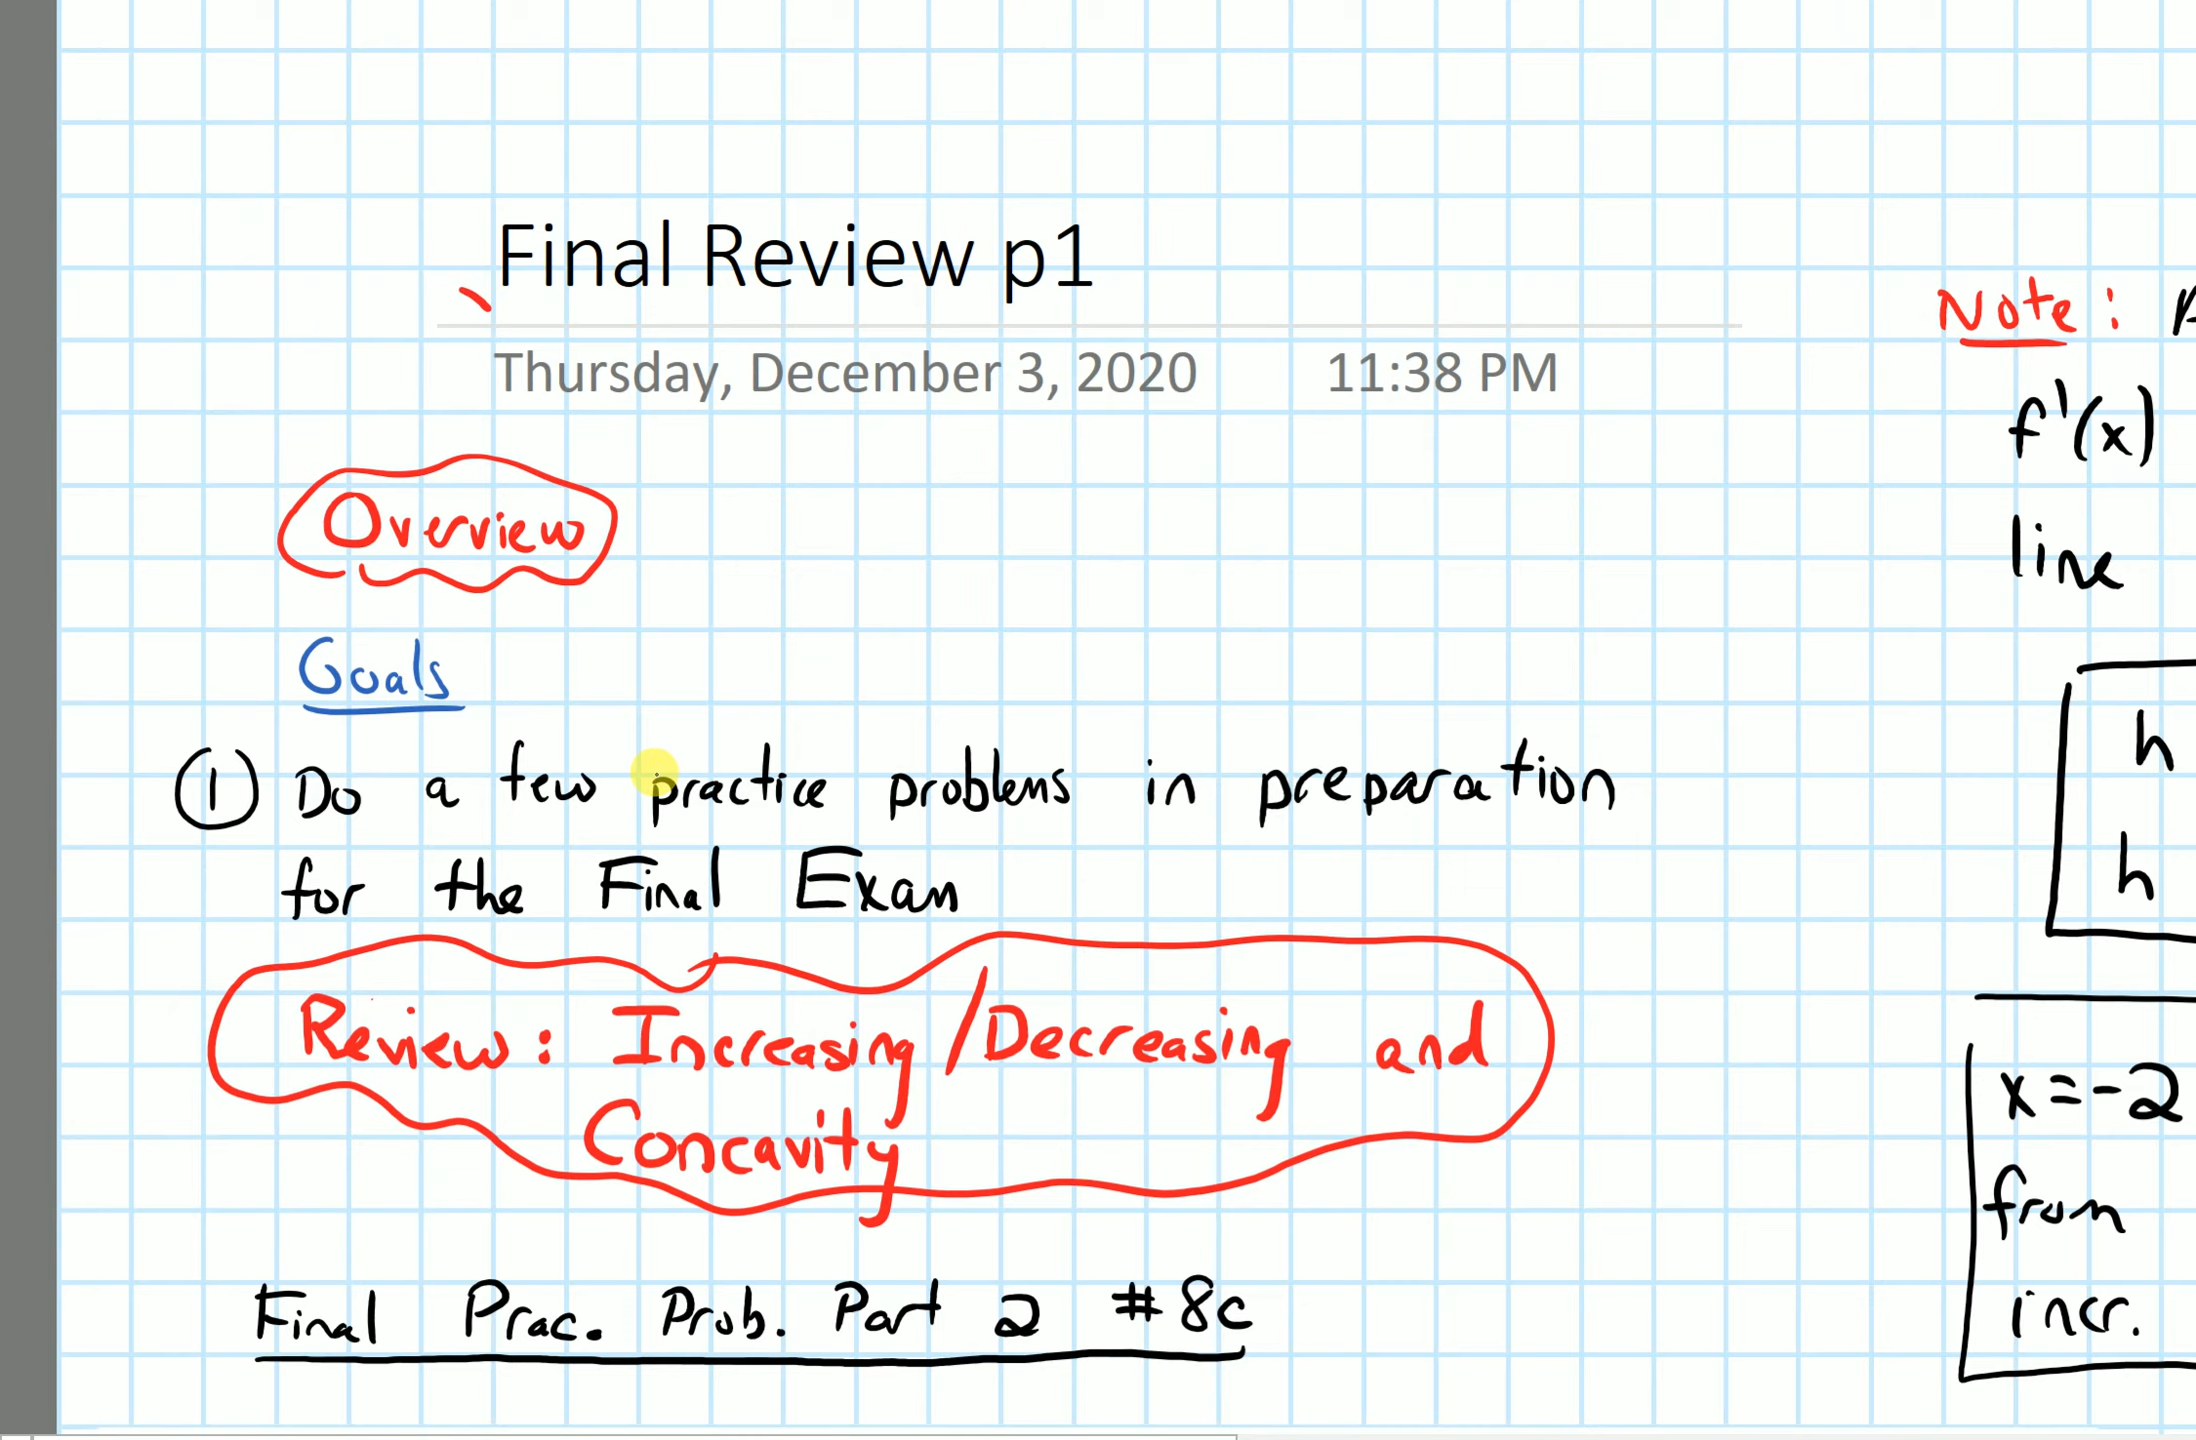 Final Review p1
Thursday, December 3, 2020 11:38 PM
Overview
Goals
① Do a few practice problems in preparation
for the Final Exam
Review: Increasing/Decreasing and
Concavity
Final Prac. Prob. Part 2 #8c
Note:
f'(x)
line
h
h
x=-2
from
incr.